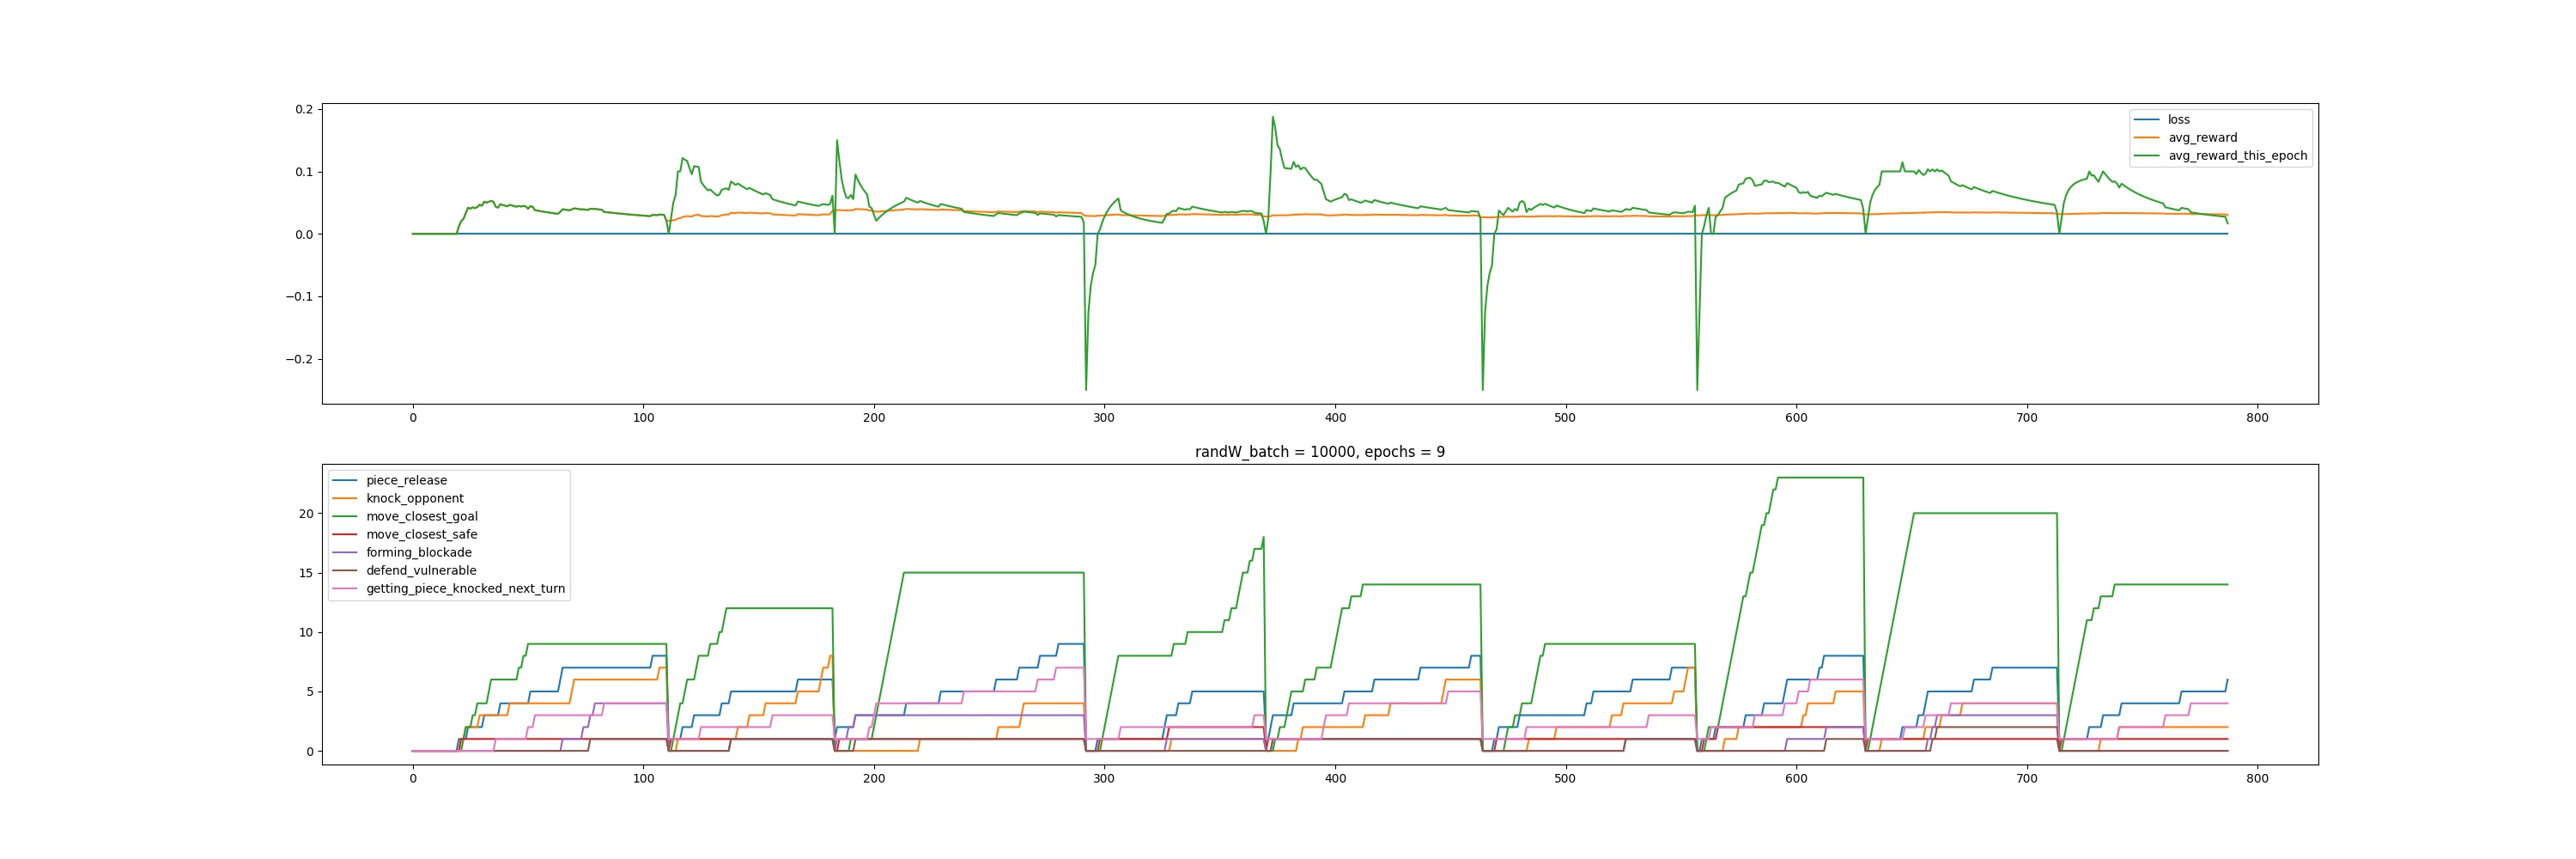 0.2
0.1
0.0
−0.1
−0.2
loss
avg_reward
avg_reward_this_epoch
0 100 200 300 400 500 600 700 800
randW_batch = 10000, epochs = 9
20
15
10
5
0
piece_release
knock_opponent
move_closest_goal
move_closest_safe
forming_blockade
defend_vulnerable
getting_piece_knocked_next_turn
0 100 200 300 400 500 600 700 800